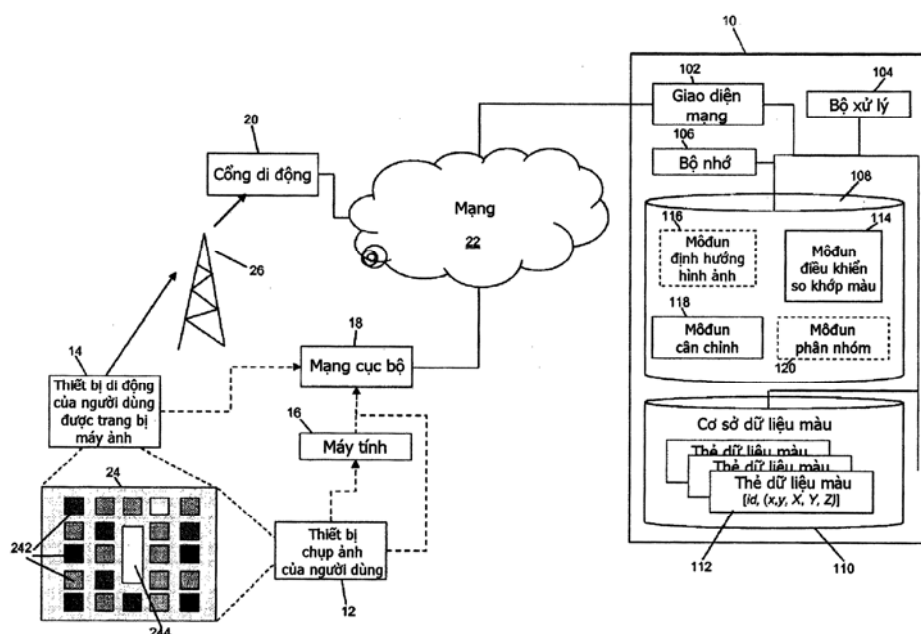 10
102
Giao diện
mạng
104
Bộ xử lý
106
Bộ nhớ
20
Cổng di động
26
Mạng
22
108
116
Môđun
định hướng
hình ảnh
114
Môđun
điều khiển
so khớp màu
118
Môđun
cân chỉnh
Môđun
phân nhóm
120
14
Thiết bị di động
của người dùng
được trang bị
máy ảnh
18
Mạng cục bộ
16
Máy tính
24
242
244
Thiết bị
chụp ảnh
của người dùng
12
Cơ sở dữ liệu màu
Thẻ dữ liệu màu
Thẻ dữ liệu màu
Thẻ dữ liệu màu
[id, (x,y, X, Y, Z)]
112
110